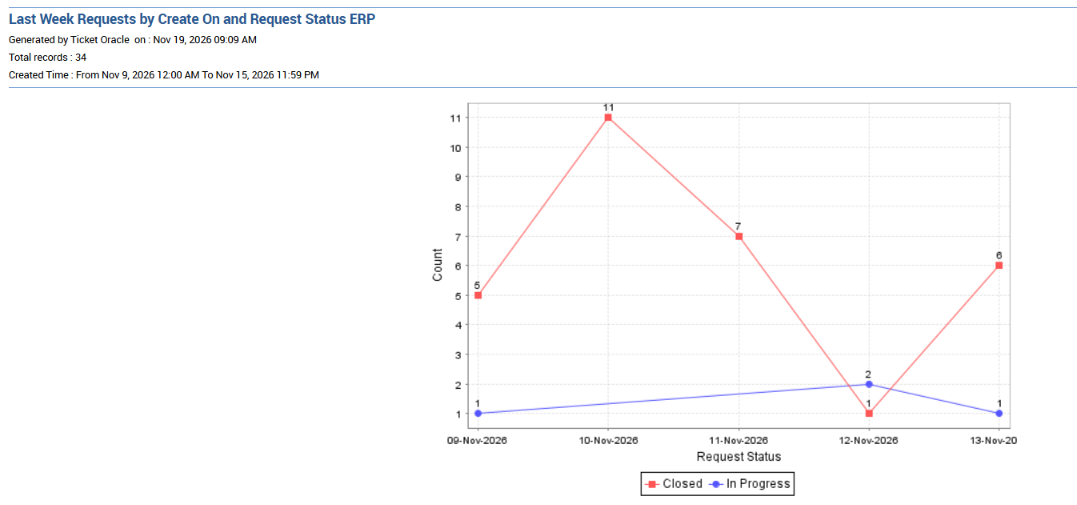 Last Week Requests by Create On and Request Status ERP
Generated by Ticket Oracle on : Nov 19, 2026 09:09 AM
Total records : 34
Created Time : From Nov 9, 2026 12:00 AM To Nov 15, 2026 11:59 PM
11
11
10
9
8
7
7
6
6
5
5
4
3
2
2
1
1
1
1
Count
09-Nov-2026 10-Nov-2026 11-Nov-2026 12-Nov-2026 13-Nov-20
Request Status
Closed In Progress